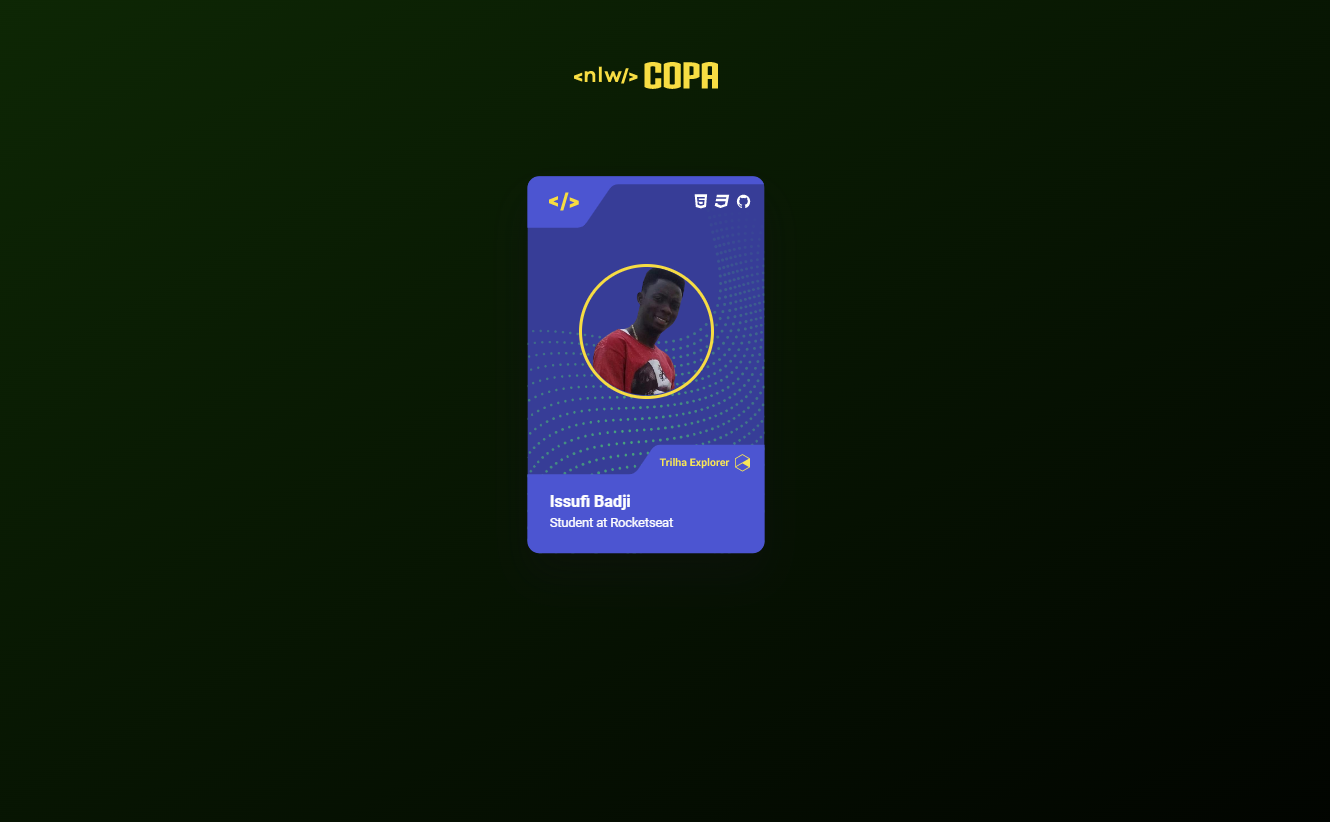 <nlw/> COPA
</>
Trilha Explorer
Issufi Badji
Student at Rocketseat